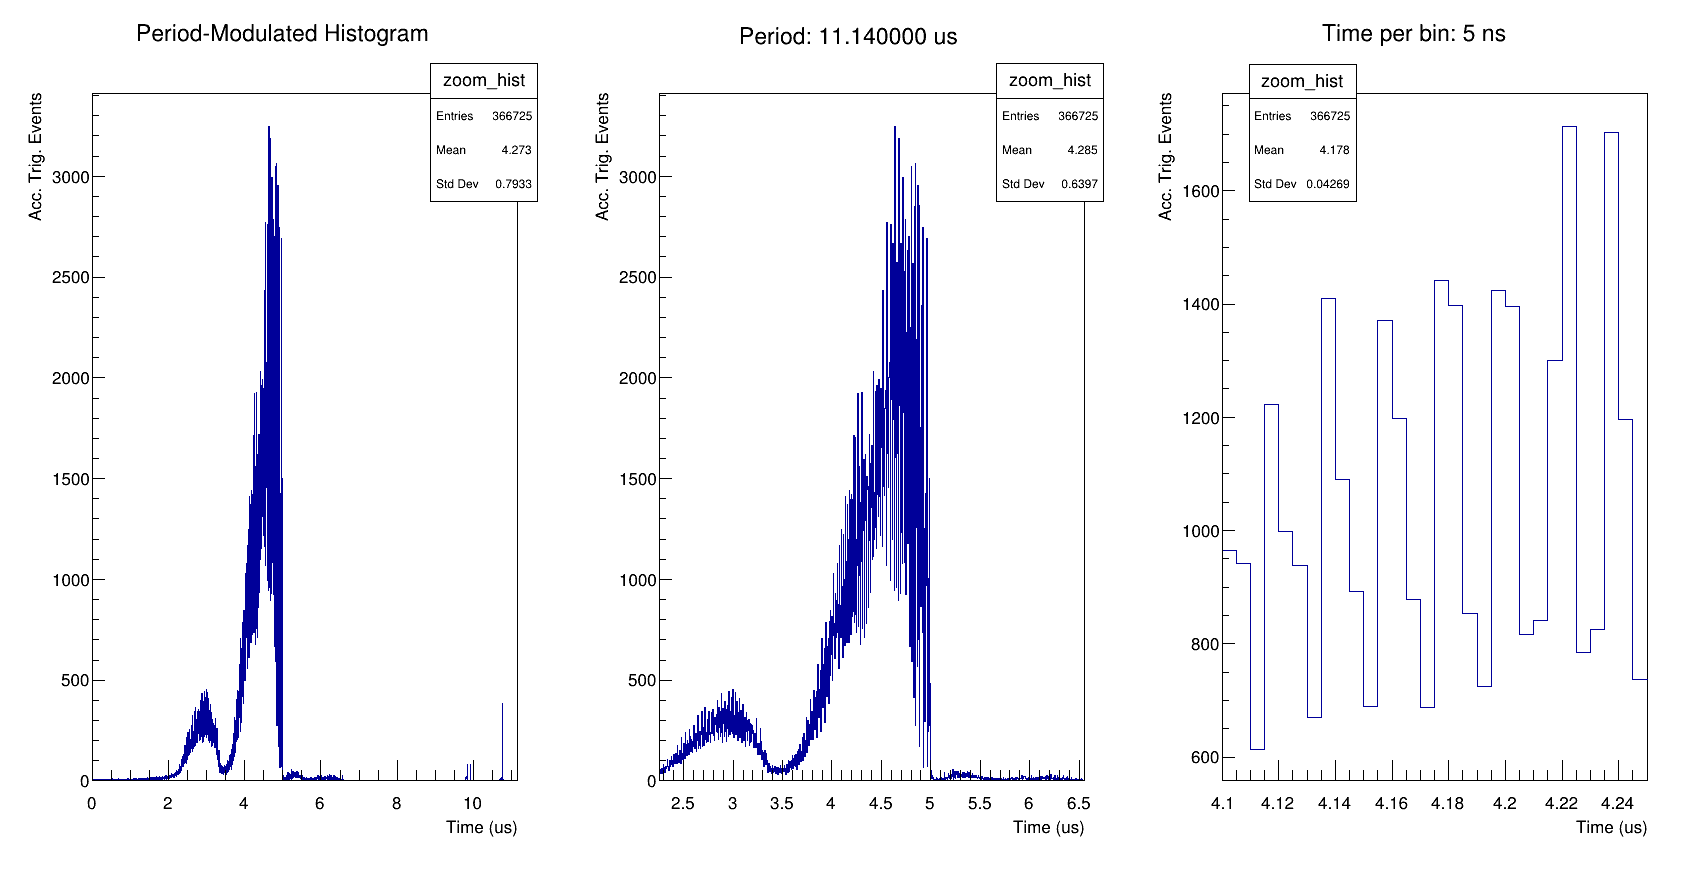 Period-Modulated Histogram
Acc. Trig. Events
zoom_hist
Entries 366725
Mean 4.273
Std Dev 0.7933
3000
2500
2000
1500
1000
500
0
0 2 4 6 8 10
Time (us)
Period: 11.140000 us
Acc. Trig. Events
zoom_hist
Entries 366725
Mean 4.285
Std Dev 0.6397
3000
2500
2000
1500
1000
500
0
2.5 3 3.5 4 4.5 5 5.5 6 6.5
Time (us)
Time per bin: 5 ns
Acc. Trig. Events
zoom_hist
Entries 366725
Mean 4.178
Std Dev 0.04269
1600
1400
1200
1000
800
600
4.1 4.12 4.14 4.16 4.18 4.2 4.22 4.24
Time (us)